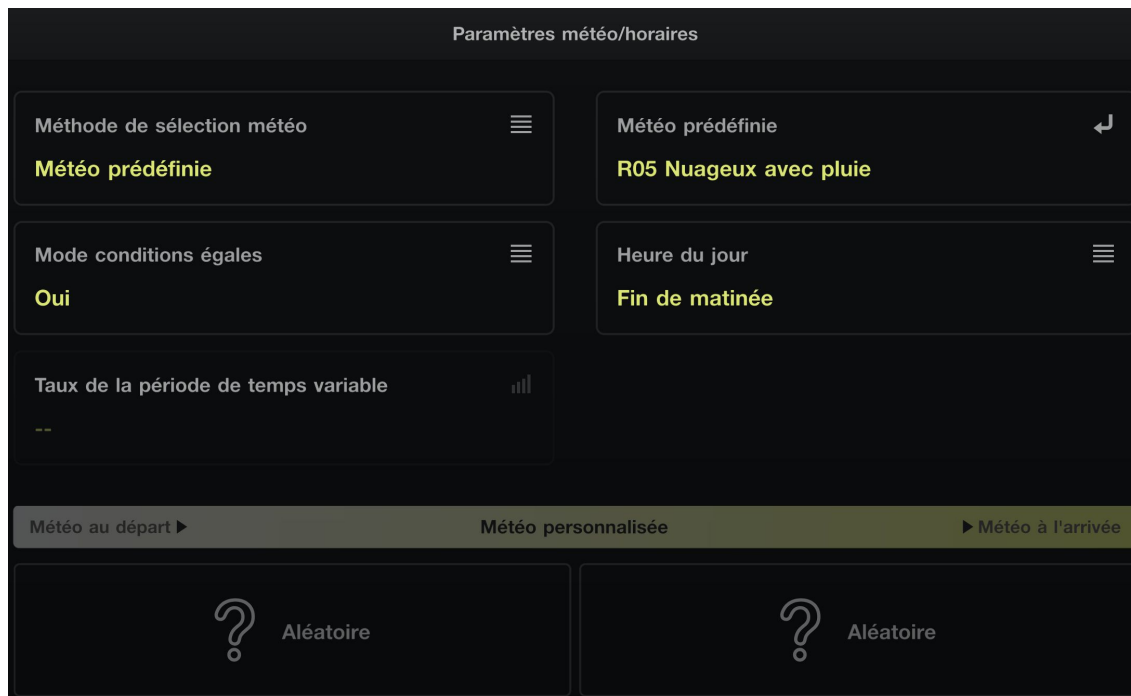 Paramètres météo/horaires
Méthode de sélection météo
Météo prédéfinie
Météo prédéfinie
R05 Nuageux avec pluie
Mode conditions égales
Oui
Heure du jour
Fin de matinée
Taux de la période de temps variable
--
Météo au départ
Météo personnalisée
Météo à l'arrivée
Aléatoire
Aléatoire